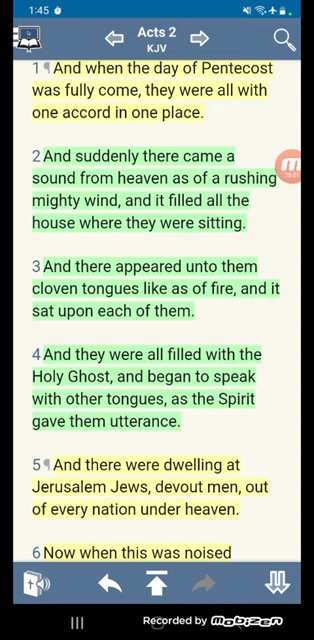 1:45
Acts 2
KJV
1¶ And when the day of Pentecost
was fully come, they were all with
one accord in one place.
2 And suddenly there came a
sound from heaven as of a rushing
mighty wind, and it filled all the
house where they were sitting.
3 And there appeared unto them
cloven tongues like as of fire, and it
sat upon each of them.
4 And they were all filled with the
Holy Ghost, and began to speak
with other tongues, as the Spirit
gave them utterance.
5¶ And there were dwelling at
Jerusalem Jews, devout men, out
of every nation under heaven.
6 Now when this was noised
Recorded by mobizen